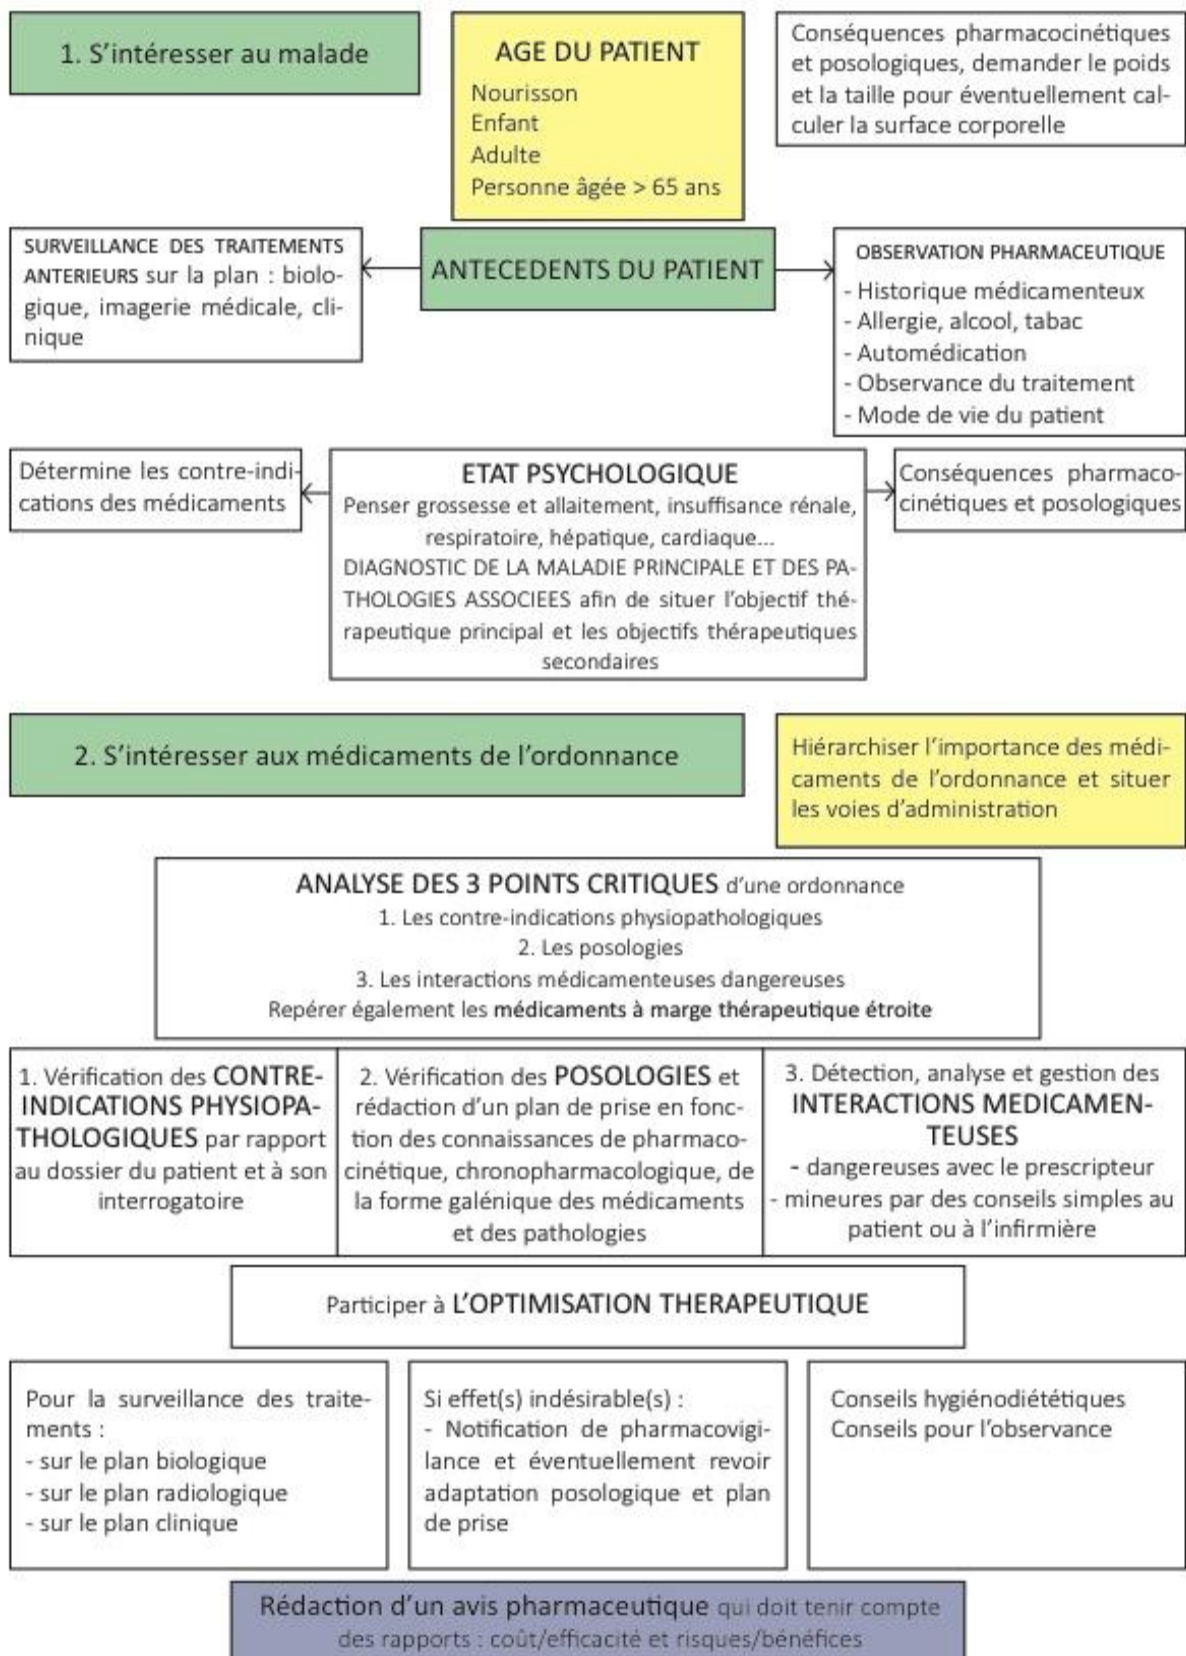 1. S'intéresser au malade
AGE DU PATIENT
Nourisson
Enfant
Adulte
Personne âgée > 65 ans
Conséquences pharmacocinétiques
et posologiques, demander le poids
et la taille pour éventuellement cal-
culer la surface corporelle
SURVEILLANCE DES TRAITEMENTS
ANTERIEURS sur la plan : biolo-
gique, imagerie médicale, cli-
nique
ANTECEDENTS DU PATIENT
OBSERVATION PHARMACEUTIQUE
- Historique médicamenteux
- Allergie, alcool, tabac
- Automédication
- Observance du traitement
- Mode de vie du patient
Détermine les contre-indi-
cations des médicaments
ETAT PSYCHOLOGIQUE
Penser grossesse et allaitement, insuffisance rénale,
respiratoire, hépatique, cardiaque...
DIAGNOSTIC DE LA MALADIE PRINCIPALE ET DES PA-
THOLOGIES ASSOCIEES afin de situer l'objectif thé-
rapeutique principal et les objectifs thérapeutiques
secondaires
Conséquences pharmaco-
cinétiques et posologiques
2. S'intéresser aux médicaments de l'ordonnance
Hiérarchiser l'importance des médi-
caments de l'ordonnance et situer
les voies d'administration
ANALYSE DES 3 POINTS CRITIQUES d'une ordonnance
1. Les contre-indications physiopathologiques
2. Les posologies
3. Les interactions médicamenteuses dangereuses
Repérer également les médicaments à marge thérapeutique étroite
1. Vérification des CONTRE-
INDICATIONS PHYSIOPA-
THOLOGIQUES par rapport
au dossier du patient et à son
interrogatoire
2. Vérification des POSOLOGIES et
rédaction d'un plan de prise en fonc-
tion des connaissances de pharmaco-
cinétique, chronopharmacologique, de
la forme galénique des médicaments
et des pathologies
3. Détection, analyse et gestion des
INTERACTIONS MEDICAMEN-
TEUSES
- dangereuses avec le prescripteur
- mineures par des conseils simples au
patient ou à l'infirmière
Participer à L'OPTIMISATION THERAPEUTIQUE
Pour la surveillance des traite-
ments :
- sur le plan biologique
- sur le plan radiologique
- sur le plan clinique
Si effet(s) indésirable(s) :
- Notification de pharmacovigi-
lance et éventuellement revoir
adaptation posologique et plan
de prise
Conseils hygiénodiététiques
Conseils pour l'observance
Rédaction d'un avis pharmaceutique qui doit tenir compte
des rapports : coût/efficacité et risques/bénéfices